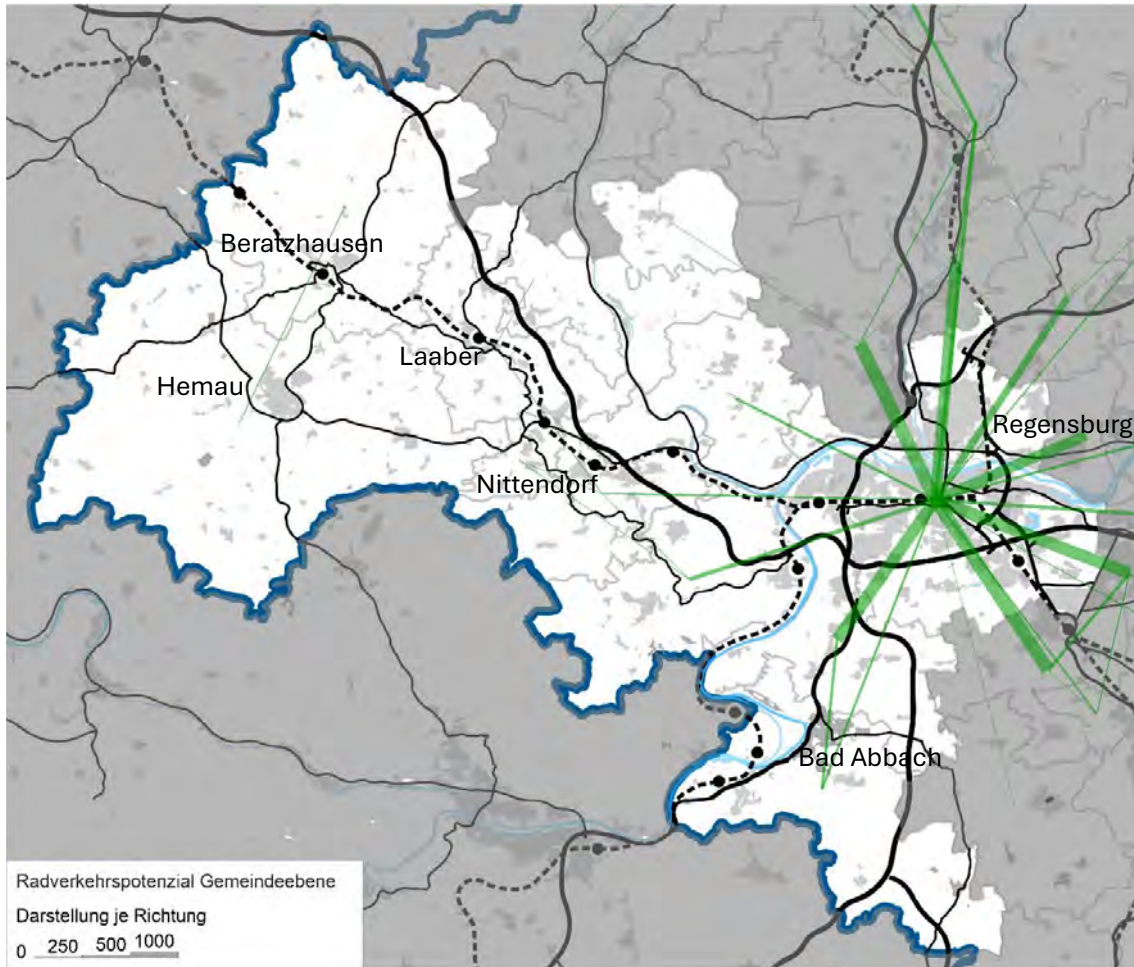 Beratzhausen
Laaber
Hemau
Regensburg
Nittendorf
Bad Abbach
Radverkehrspotenzial Gemeindeebene
Darstellung je Richtung
0 250 500 1000